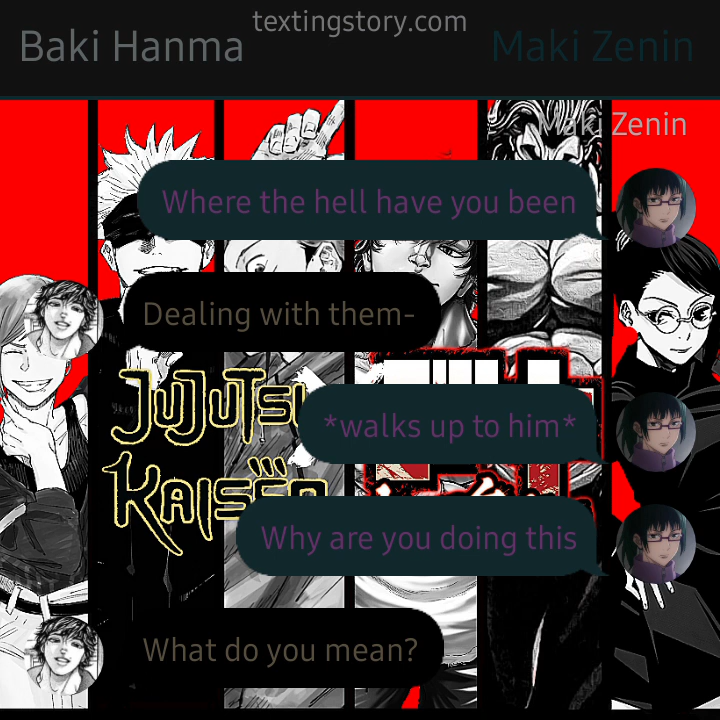 textingstory.com
Baki Hanma
Maki Zenin
Maki Zenin
Where the hell have you been
Dealing with them-
JUJUTSU
*walks up to him*
KAISEN
Why are you doing this
What do you mean?